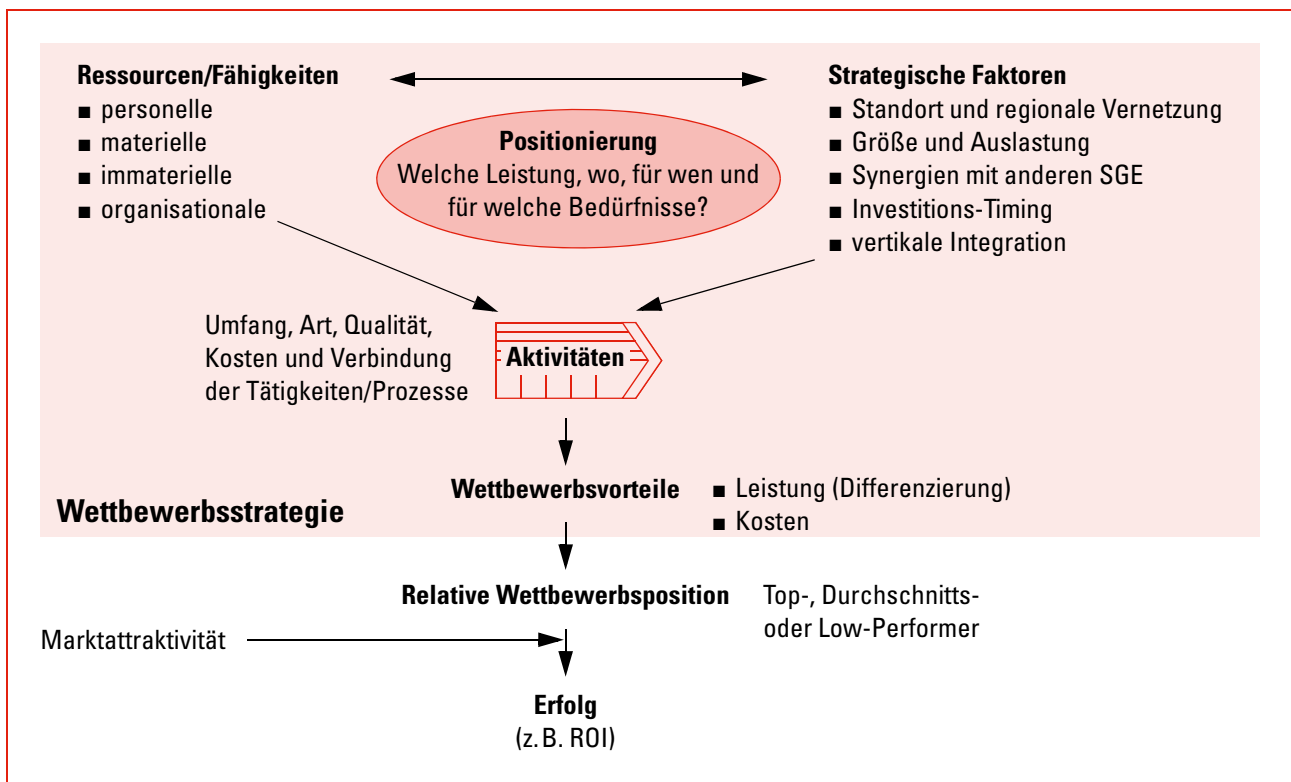 Ressourcen/Fähigkeiten
■ personelle
■ materielle
■ immaterielle
■ organisationale
Positionierung
Welche Leistung, wo, für wen und
für welche Bedürfnisse?
Strategische Faktoren
■ Standort und regionale Vernetzung
■ Größe und Auslastung
■ Synergien mit anderen SGE
■ Investitions-Timing
■ vertikale Integration
Umfang, Art, Qualität,
Kosten und Verbindung
der Tätigkeiten/Prozesse
Aktivitäten
Wettbewerbsvorteile
■ Leistung (Differenzierung)
■ Kosten
Wettbewerbsstrategie
Relative Wettbewerbsposition
Top-, Durchschnitts-
oder Low-Performer
Marktattraktivität
Erfolg
(z. B. ROI)